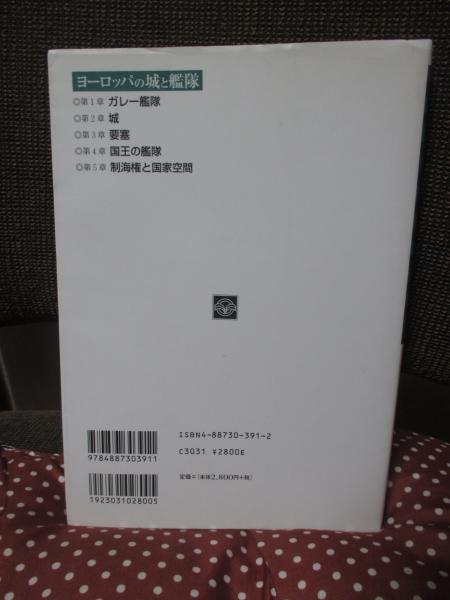 ヨーロッパの城と艦隊
◎第1章 ガレー艦隊
◎第2章 城
◎第3章 要塞
◎第4章 国王の艦隊
◎第5章 制海権と国家空間
ISBN4-88730-391-2
C3031 ¥2800E
定価=[本体2,800円+税]
9784887303911
1923031028005